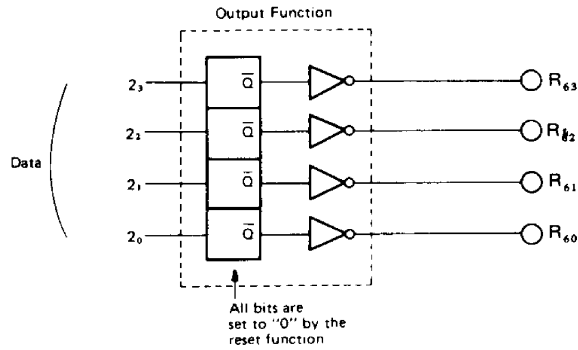 Output Function
2₃ Q̅ R₆₃
2₂ Q̅ R₆₂
Data
2₁ Q̅ R₆₁
2₀ Q̅ R₆₀
All bits are
set to "0" by the
reset function